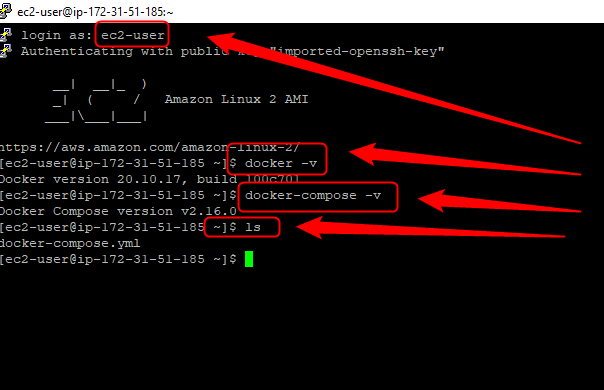 ec2-user@ip-172-31-51-185:~
login as: ec2-user
Authenticating with public "imported-openssh-key"
__|  __|_  )
_|  (     /   Amazon Linux 2 AMI
___|\___|___|
https://aws.amazon.com/amazon-linux-2/
[ec2-user@ip-172-31-51-185 ~]$ docker -v
Docker version 20.10.17, build 100c701
[ec2-user@ip-172-31-51-185 ~]$ docker-compose -v
Docker Compose version v2.16.0
[ec2-user@ip-172-31-51-185 ~]$ ls
docker-compose.yml
[ec2-user@ip-172-31-51-185 ~]$